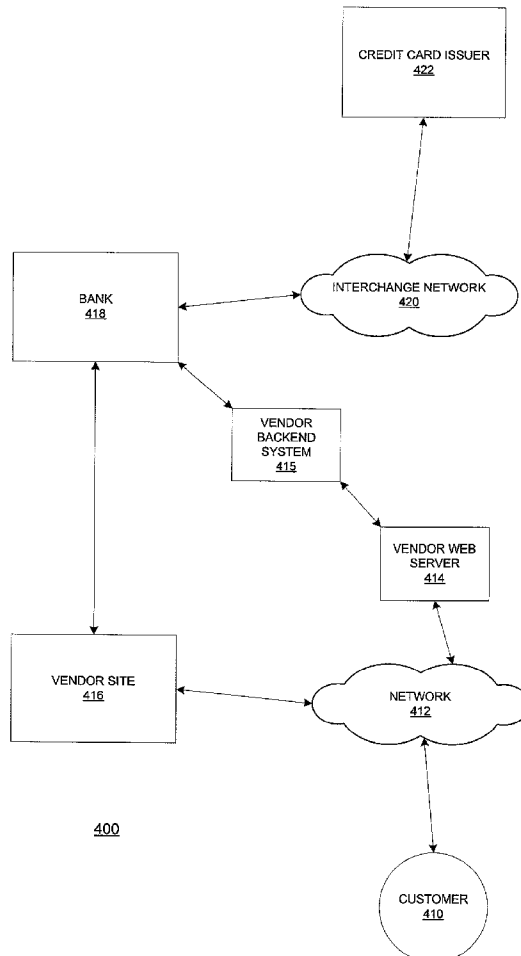 CREDIT CARD ISSUER
422
INTERCHANGE NETWORK
420
BANK
418
VENDOR
BACKEND
SYSTEM
415
VENDOR WEB
SERVER
414
VENDOR SITE
416
NETWORK
412
400
CUSTOMER
410